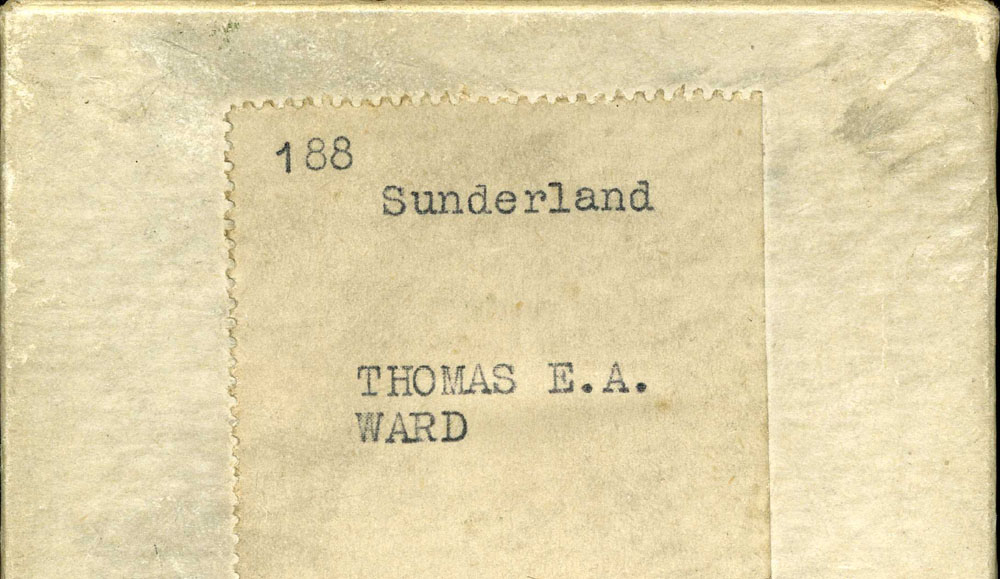 188
Sunderland
THOMAS E.A.
WARD